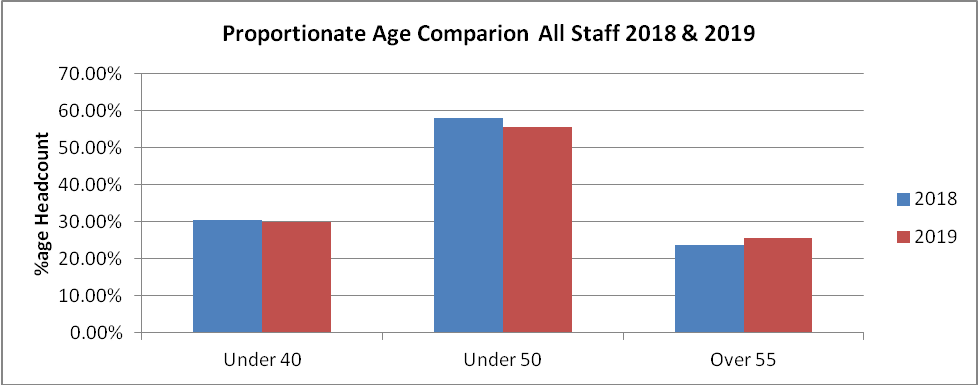 Proportionate Age Comparion All Staff 2018 & 2019
%age Headcount
70.00%
60.00%
50.00%
40.00%
30.00%
20.00%
10.00%
0.00%
Under 40
Under 50
Over 55
2018
2019